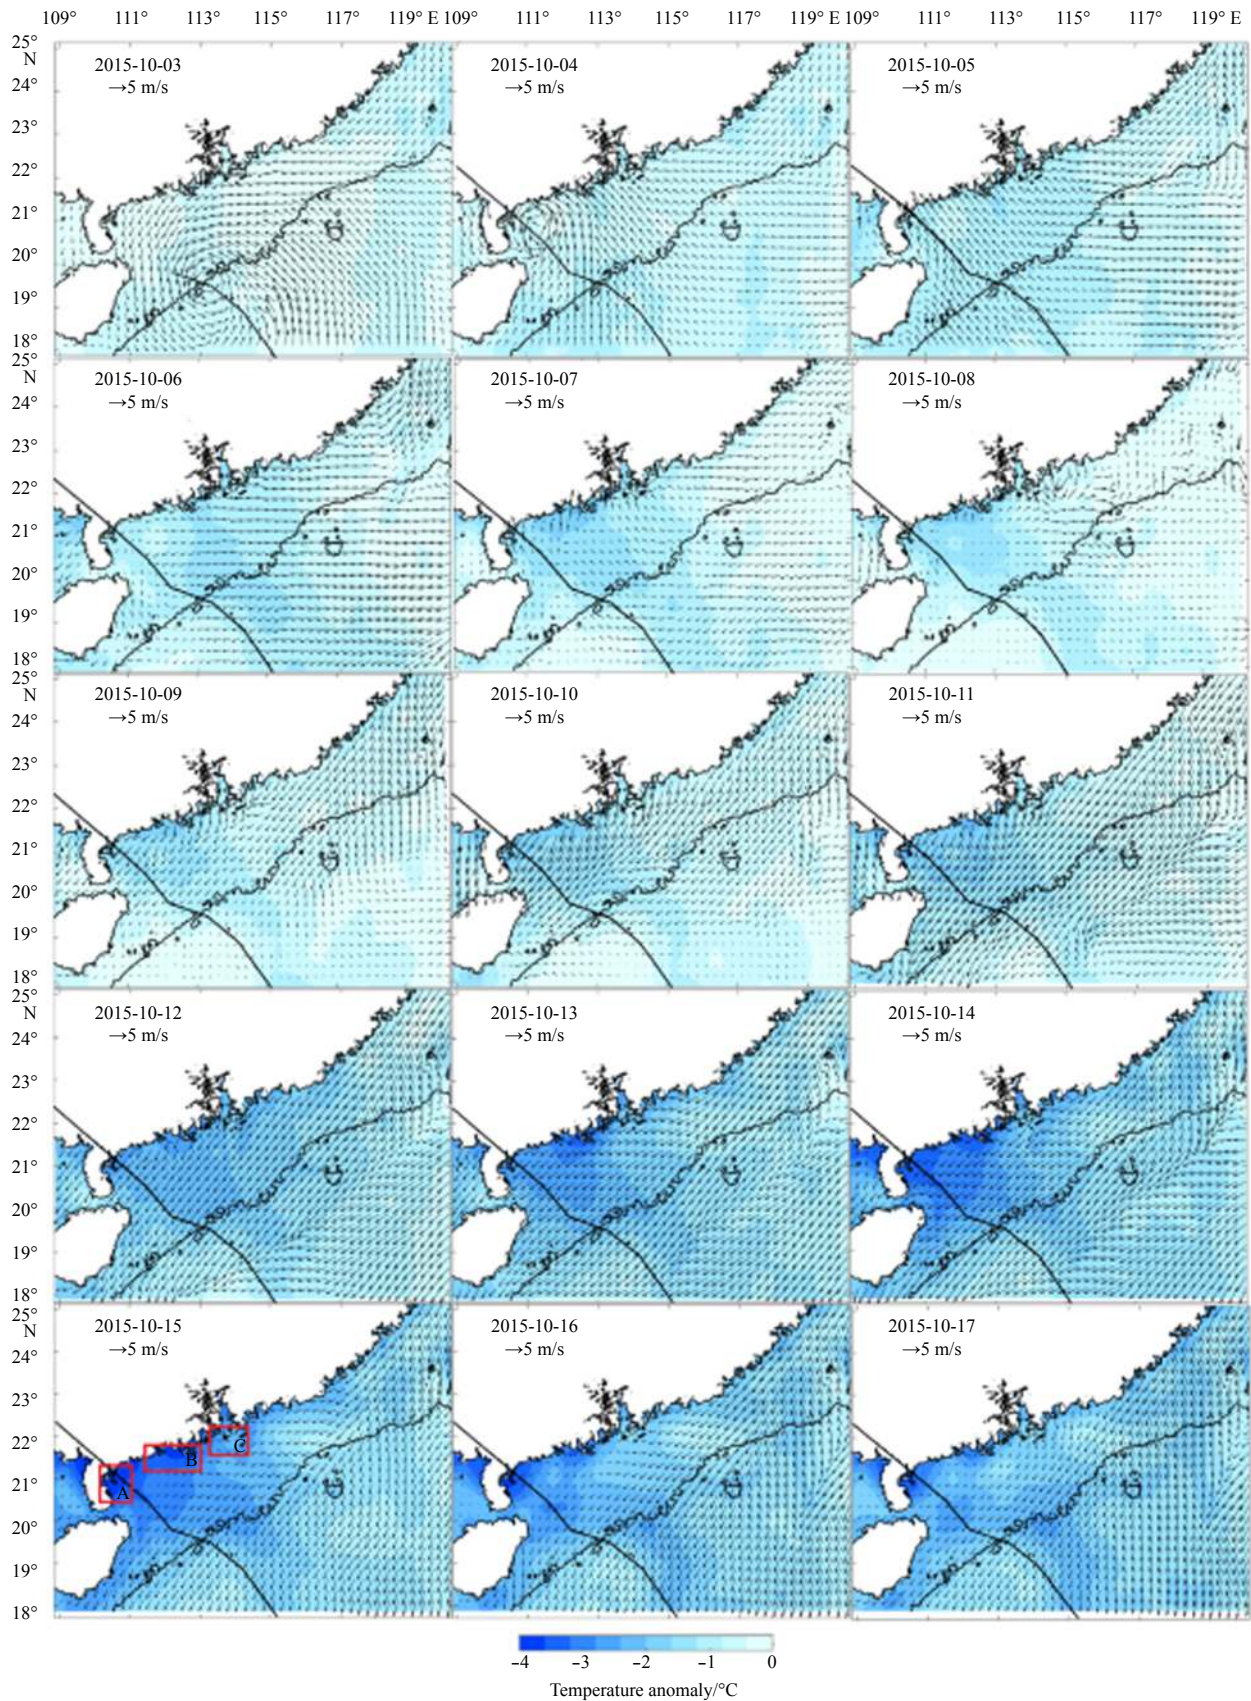 109° 111° 113° 115° 117° 119° E 109° 111° 113° 115° 117° 119° E 109° 111° 113° 115° 117° 119° E
25°
N
24°
23°
22°
21°
20°
19°
18°
2015-10-03
→5 m/s
2015-10-04
→5 m/s
2015-10-05
→5 m/s
25°
N
24°
23°
22°
21°
20°
19°
18°
2015-10-06
→5 m/s
2015-10-07
→5 m/s
2015-10-08
→5 m/s
25°
N
24°
23°
22°
21°
20°
19°
18°
2015-10-09
→5 m/s
2015-10-10
→5 m/s
2015-10-11
→5 m/s
25°
N
24°
23°
22°
21°
20°
19°
18°
2015-10-12
→5 m/s
2015-10-13
→5 m/s
2015-10-14
→5 m/s
25°
N
24°
23°
22°
21°
20°
19°
18°
2015-10-15
→5 m/s
C
B
A
2015-10-16
→5 m/s
2015-10-17
→5 m/s
−4 −3 −2 −1 0
Temperature anomaly/°C